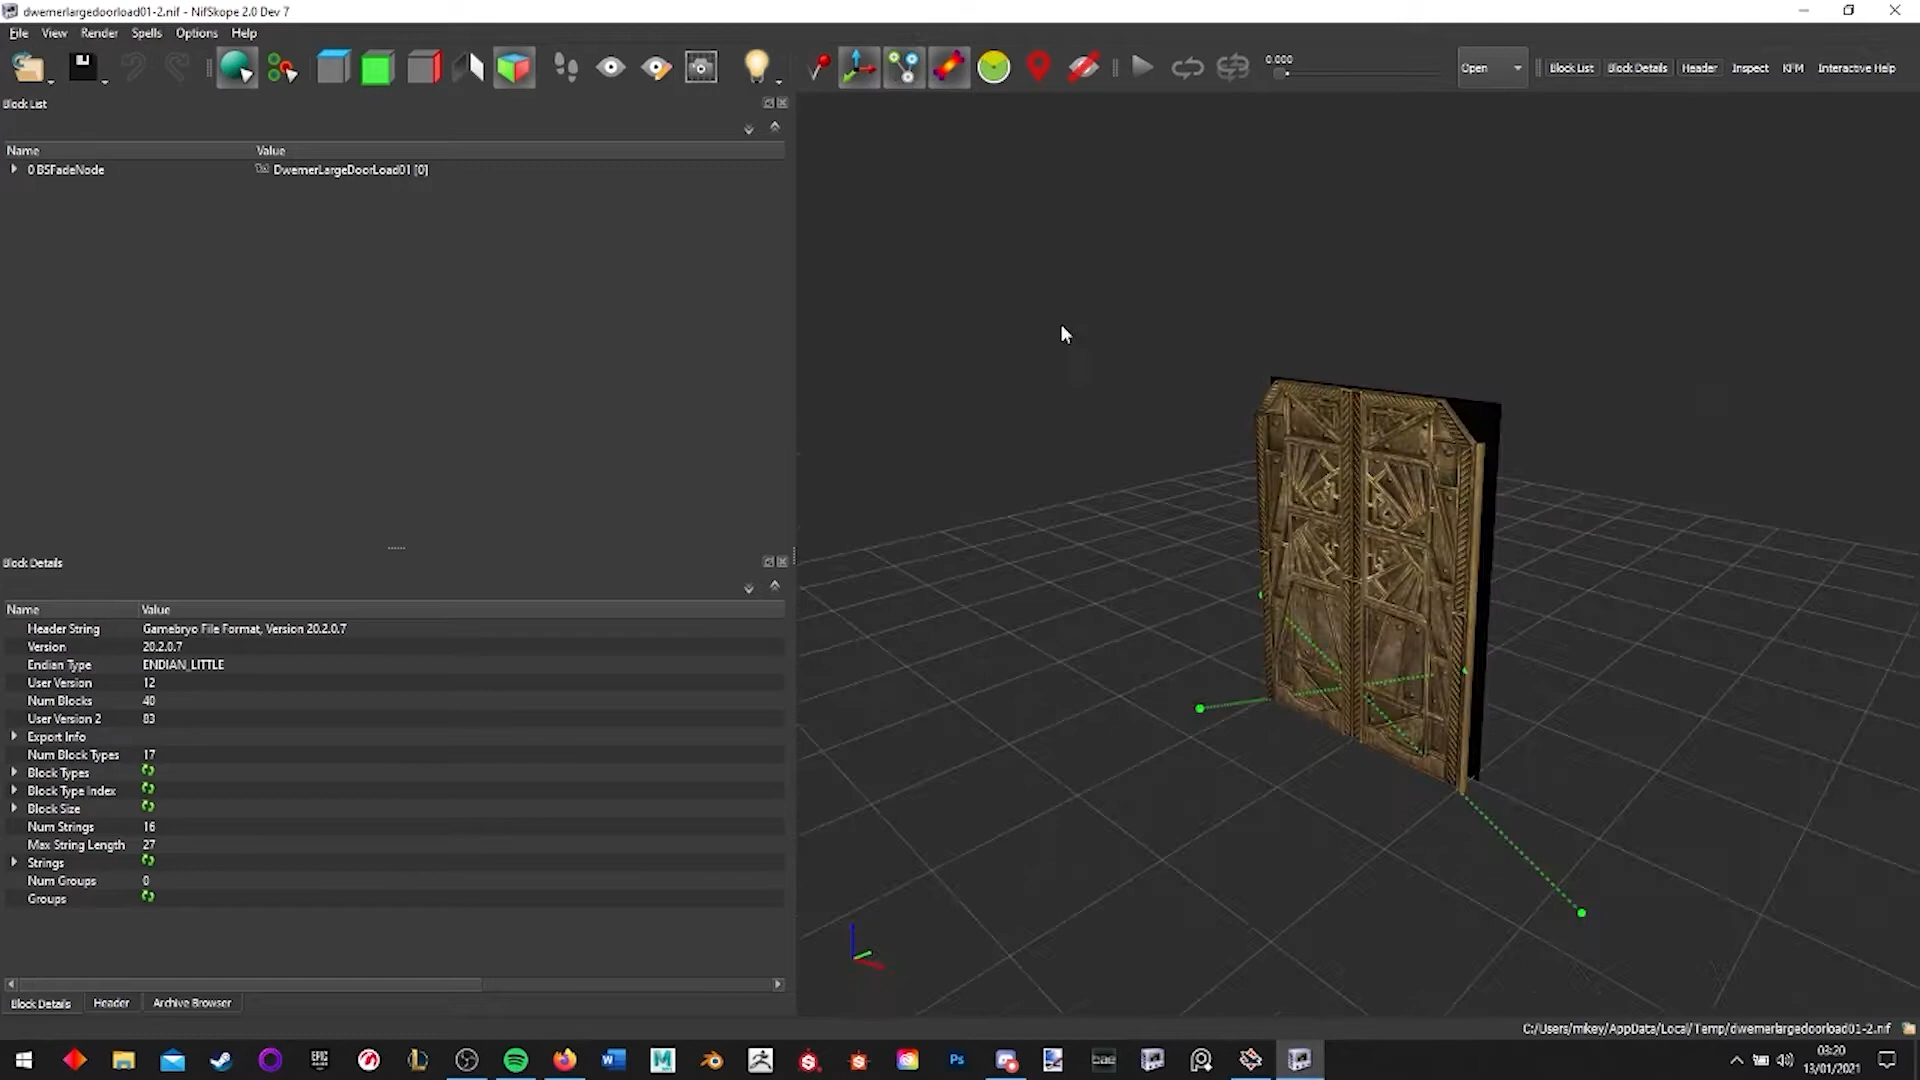 dwemerlargedoorload01-2.nif - NifSkope 2.0 Dev 7
File View Render Spells Options Help
0.000
Open
Block List Block Details Header Inspect KFM Interactive Help
Block List
Name Value
0 BSFadeNode DwemerLargeDoorLoad01 [0]
Block Details
Name Value
Header String Gamebryo File Format, Version 20.2.0.7
Version 20.2.0.7
Endian Type ENDIAN_LITTLE
User Version 12
Num Blocks 40
User Version 2 83
Export Info
Num Block Types 17
Block Types
Block Type Index
Block Size
Num Strings 16
Max String Length 27
Strings
Num Groups 0
Groups
Block Details Header Archive Browser
C:/Users/mikey/AppData/Local/Temp/dwemerlargedoorload01-2.nif
EPIC
W
M
Ps
bae
03:20
13/01/2021